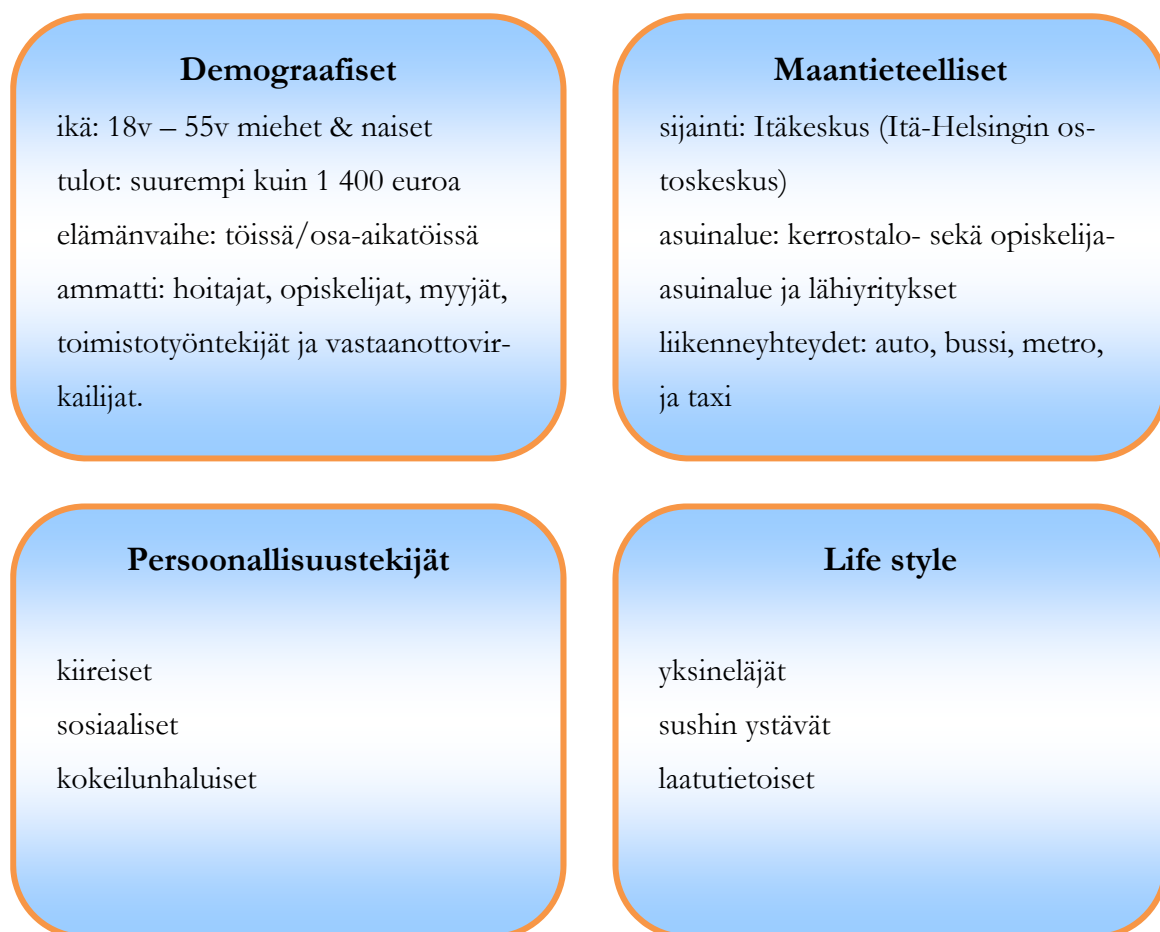 Demograafiset
ikä: 18v – 55v miehet & naiset
tulot: suurempi kuin 1 400 euroa
elämänvaihe: töissä/osa-aikatöissä
ammatti: hoitajat, opiskelijat, myyjät,
toimistotyöntekijät ja vastaanottovir-
kailijat.
Maantieteelliset
sijainti: Itäkeskus (Itä-Helsingin os-
toskeskus)
asuinalue: kerrostalo- sekä opiskelija-
asuinalue ja lähiyritykset
liikenneyhteydet: auto, bussi, metro,
ja taxi
Persoonallisuustekijät
kiireiset
sosiaaliset
kokeilunhaluiset
Life style
yksineläjät
sushin ystävät
laatutietoiset